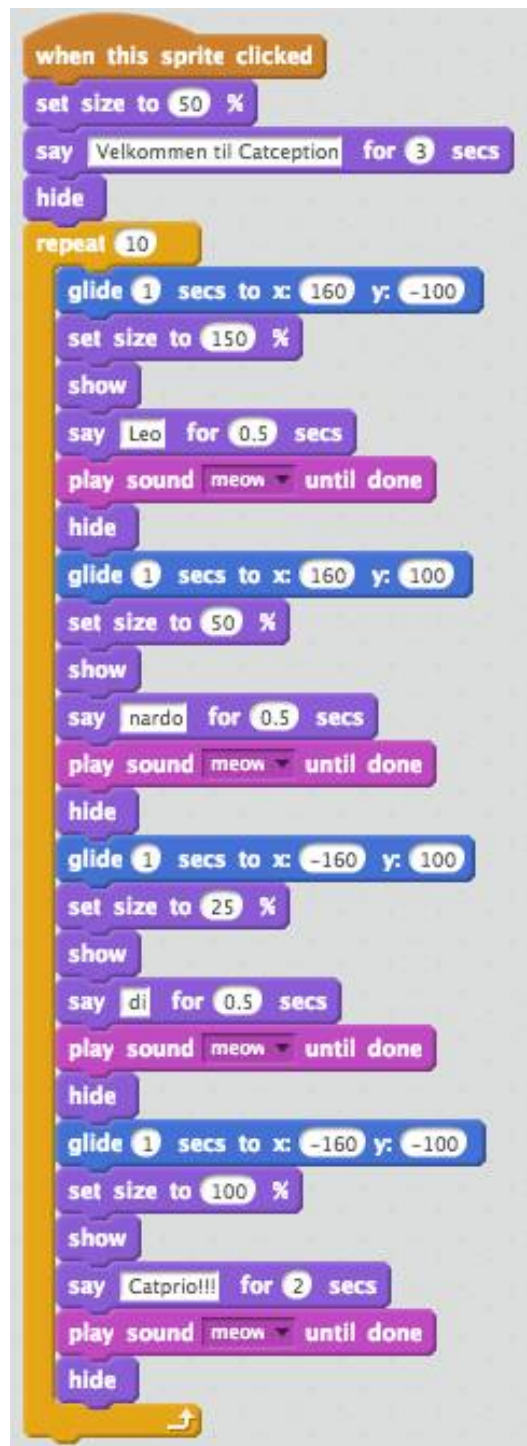 when this sprite clicked
set size to 50 %
say Velkommen til Catception for 3 secs
hide
repeat 10
glide 1 secs to x: 160 y: -100
set size to 150 %
show
say Leo for 0.5 secs
play sound meow until done
hide
glide 1 secs to x: 160 y: 100
set size to 50 %
show
say nardo for 0.5 secs
play sound meow until done
hide
glide 1 secs to x: -160 y: 100
set size to 25 %
show
say di for 0.5 secs
play sound meow until done
hide
glide 1 secs to x: -160 y: -100
set size to 100 %
show
say Catprio!!! for 2 secs
play sound meow until done
hide